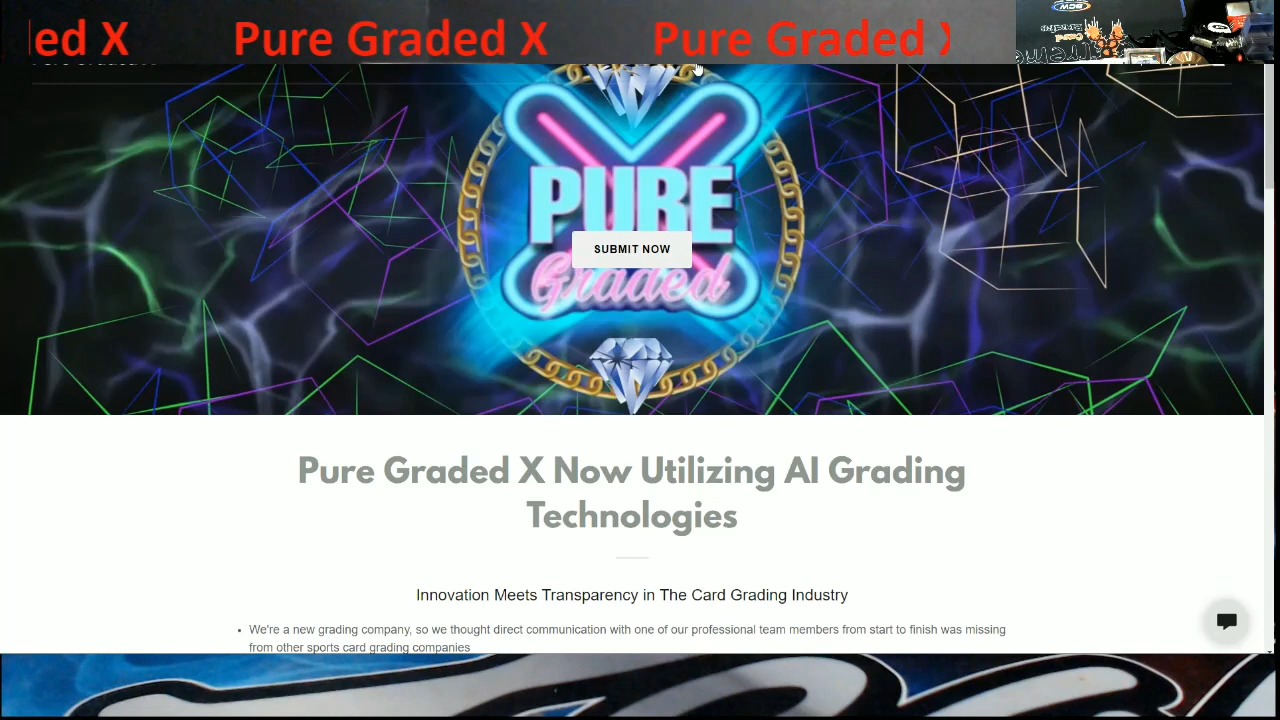 ed X Pure Graded X Pure Graded
PURE
SUBMIT NOW
Graded
Pure Graded X Now Utilizing AI Grading
Technologies
Innovation Meets Transparency in The Card Grading Industry
• We're a new grading company, so we thought direct communication with one of our professional team members from start to finish was missing
from other sports card grading companies